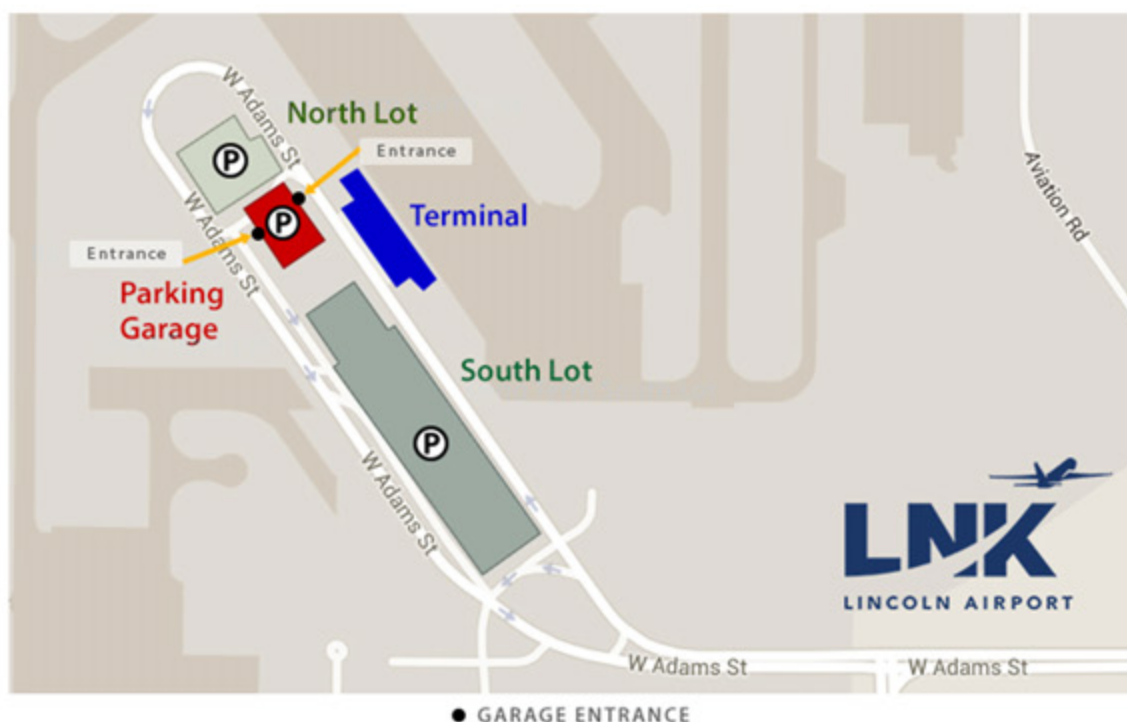 W Adams St
North Lot
P
Entrance
W Adams St
P
Terminal
Aviation Rd
Entrance
Parking
Garage
South Lot
P
W Adams St
LNK
LINCOLN AIRPORT
W Adams St
W Adams St
● GARAGE ENTRANCE